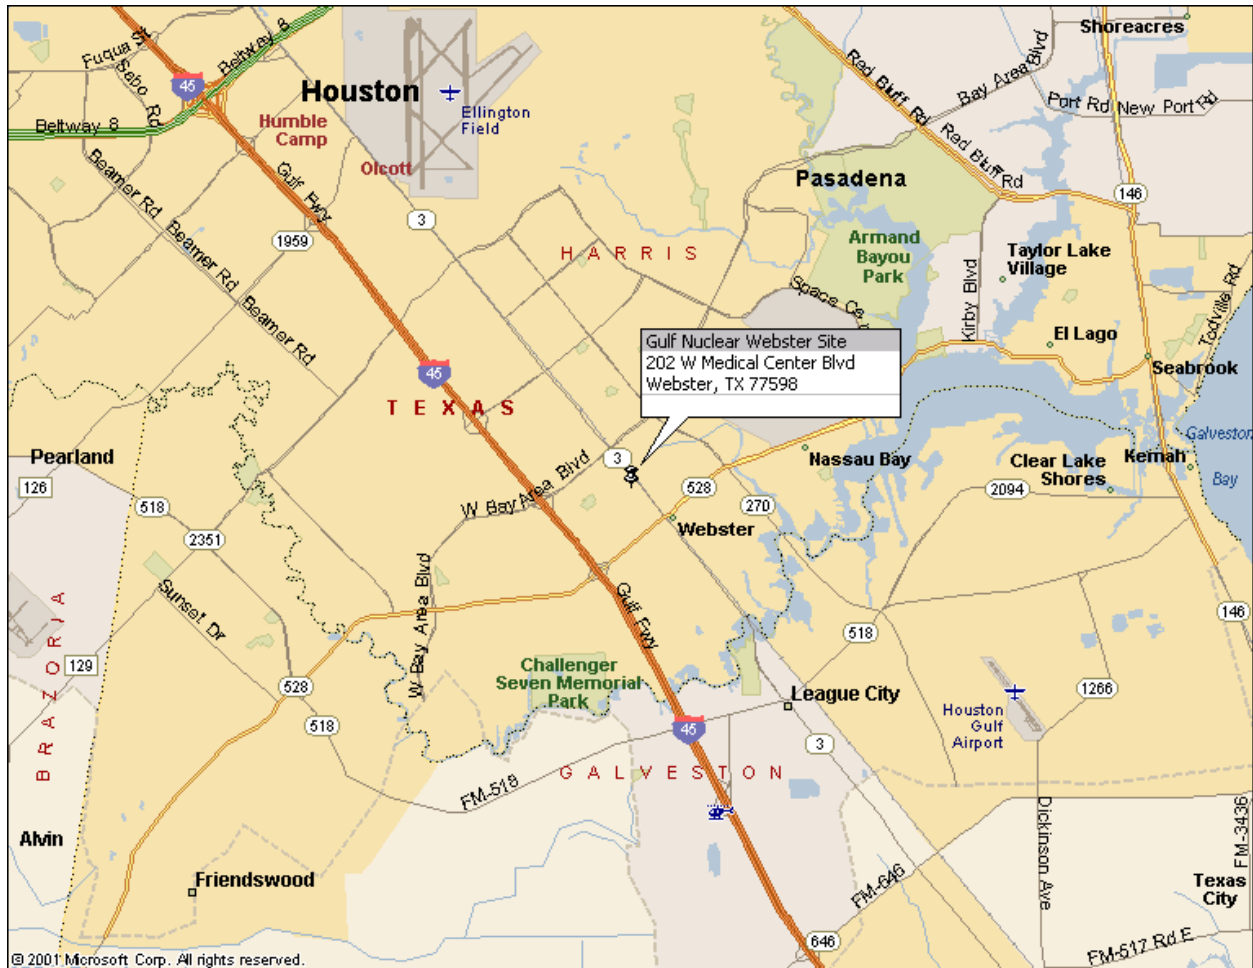 Shoreacres
Fuqua St
Beltway 8
Sabo Rd
45
Houston
Ellington
Field
Red Bluff Rd
Bay Area Blvd
Port Rd
New Port Rd
Beltway 8
Humble
Camp
Olcott
Red Bluff
Rd
Beamer Rd
Beamer Rd
Beamer Rd
Gulf Fwy
1959
3
Pasadena
146
HARRIS
Armand
Bayou
Park
Taylor Lake
Village
Kirby Blvd
Todville Rd
El Lago
Seabrook
Gulf Nuclear Webster Site
202 W Medical Center Blvd
Webster, TX 77598
45
TEXAS
Pearland
126
518
2351
W Bay Area Blvd
3
528
270
Webster
Nassau Bay
Clear Lake
Shores
2094
Kemah
Galveston
Bay
W Bay Area Blvd
Gulf Fwy
Sunset Dr
BRAZORIA
129
528
518
518
146
Challenger
Seven Memorial
Park
League City
1266
Houston
Gulf
Airport
45
3
FM-518
GALVESTON
Alvin
Friendswood
Dickinson Ave
FM-3436
FM-646
Texas
City
646
FM-517 Rd E
© 2001 Microsoft Corp. All rights reserved.